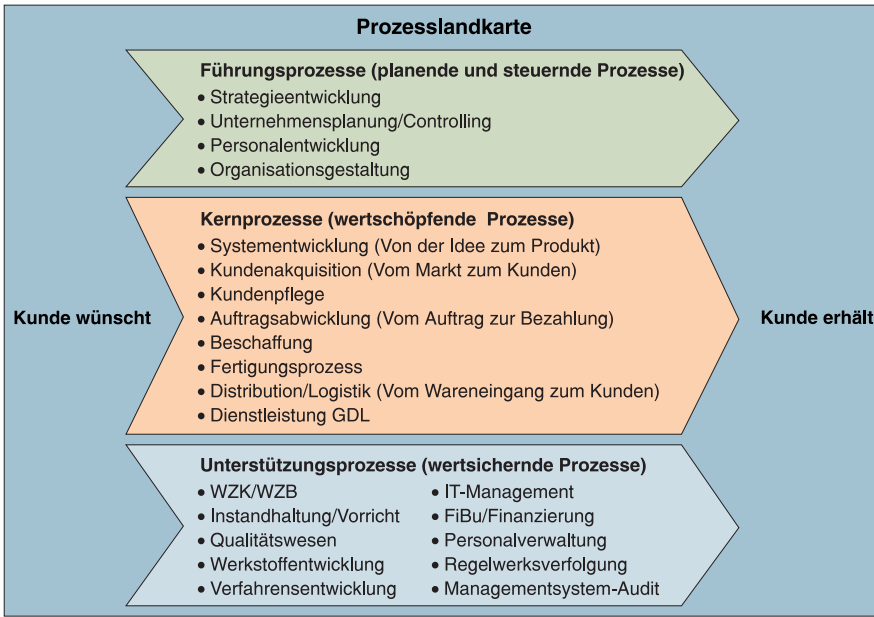 Prozesslandkarte
Führungsprozesse (planende und steuernde Prozesse)
• Strategieentwicklung
• Unternehmensplanung/Controlling
• Personalentwicklung
• Organisationsgestaltung
Kunde wünscht
Kernprozesse (wertschöpfende Prozesse)
• Systementwicklung (Von der Idee zum Produkt)
• Kundenakquisition (Vom Markt zum Kunden)
• Kundenpflege
• Auftragsabwicklung (Vom Auftrag zur Bezahlung)
• Beschaffung
• Fertigungsprozess
• Distribution/Logistik (Vom Wareneingang zum Kunden)
• Dienstleistung GDL
Kunde erhält
Unterstützungsprozesse (wertsichernde Prozesse)
• WZK/WZB
• Instandhaltung/Vorricht
• Qualitätswesen
• Werkstoffentwicklung
• Verfahrensentwicklung
• IT-Management
• FiBu/Finanzierung
• Personalverwaltung
• Regelwerksverfolgung
• Managementsystem-Audit